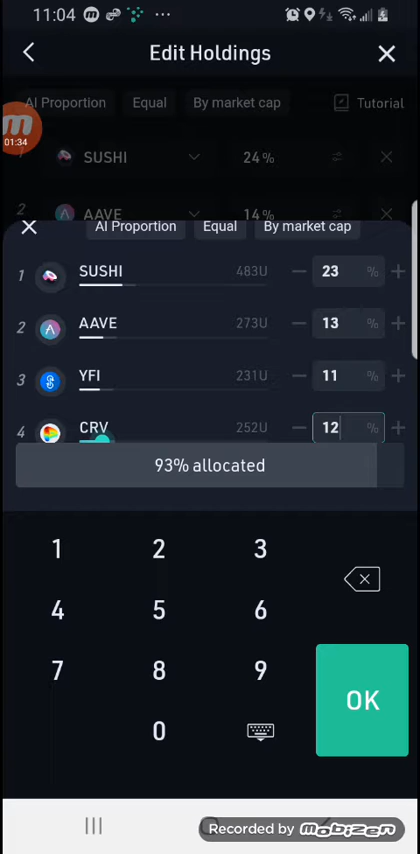 11:04
Edit Holdings
AI Proportion Equal By market cap Tutorial
01:34
1 SUSHI 24%
2 AAVE 14%
AI Proportion Equal By market cap
1 SUSHI 483U 23 %
2 AAVE 273U 13 %
3 YFI 231U 11 %
4 CRV 252U 12 %
93% allocated
1 2 3
4 5 6
7 8 9
OK
0
Recorded by mobizen